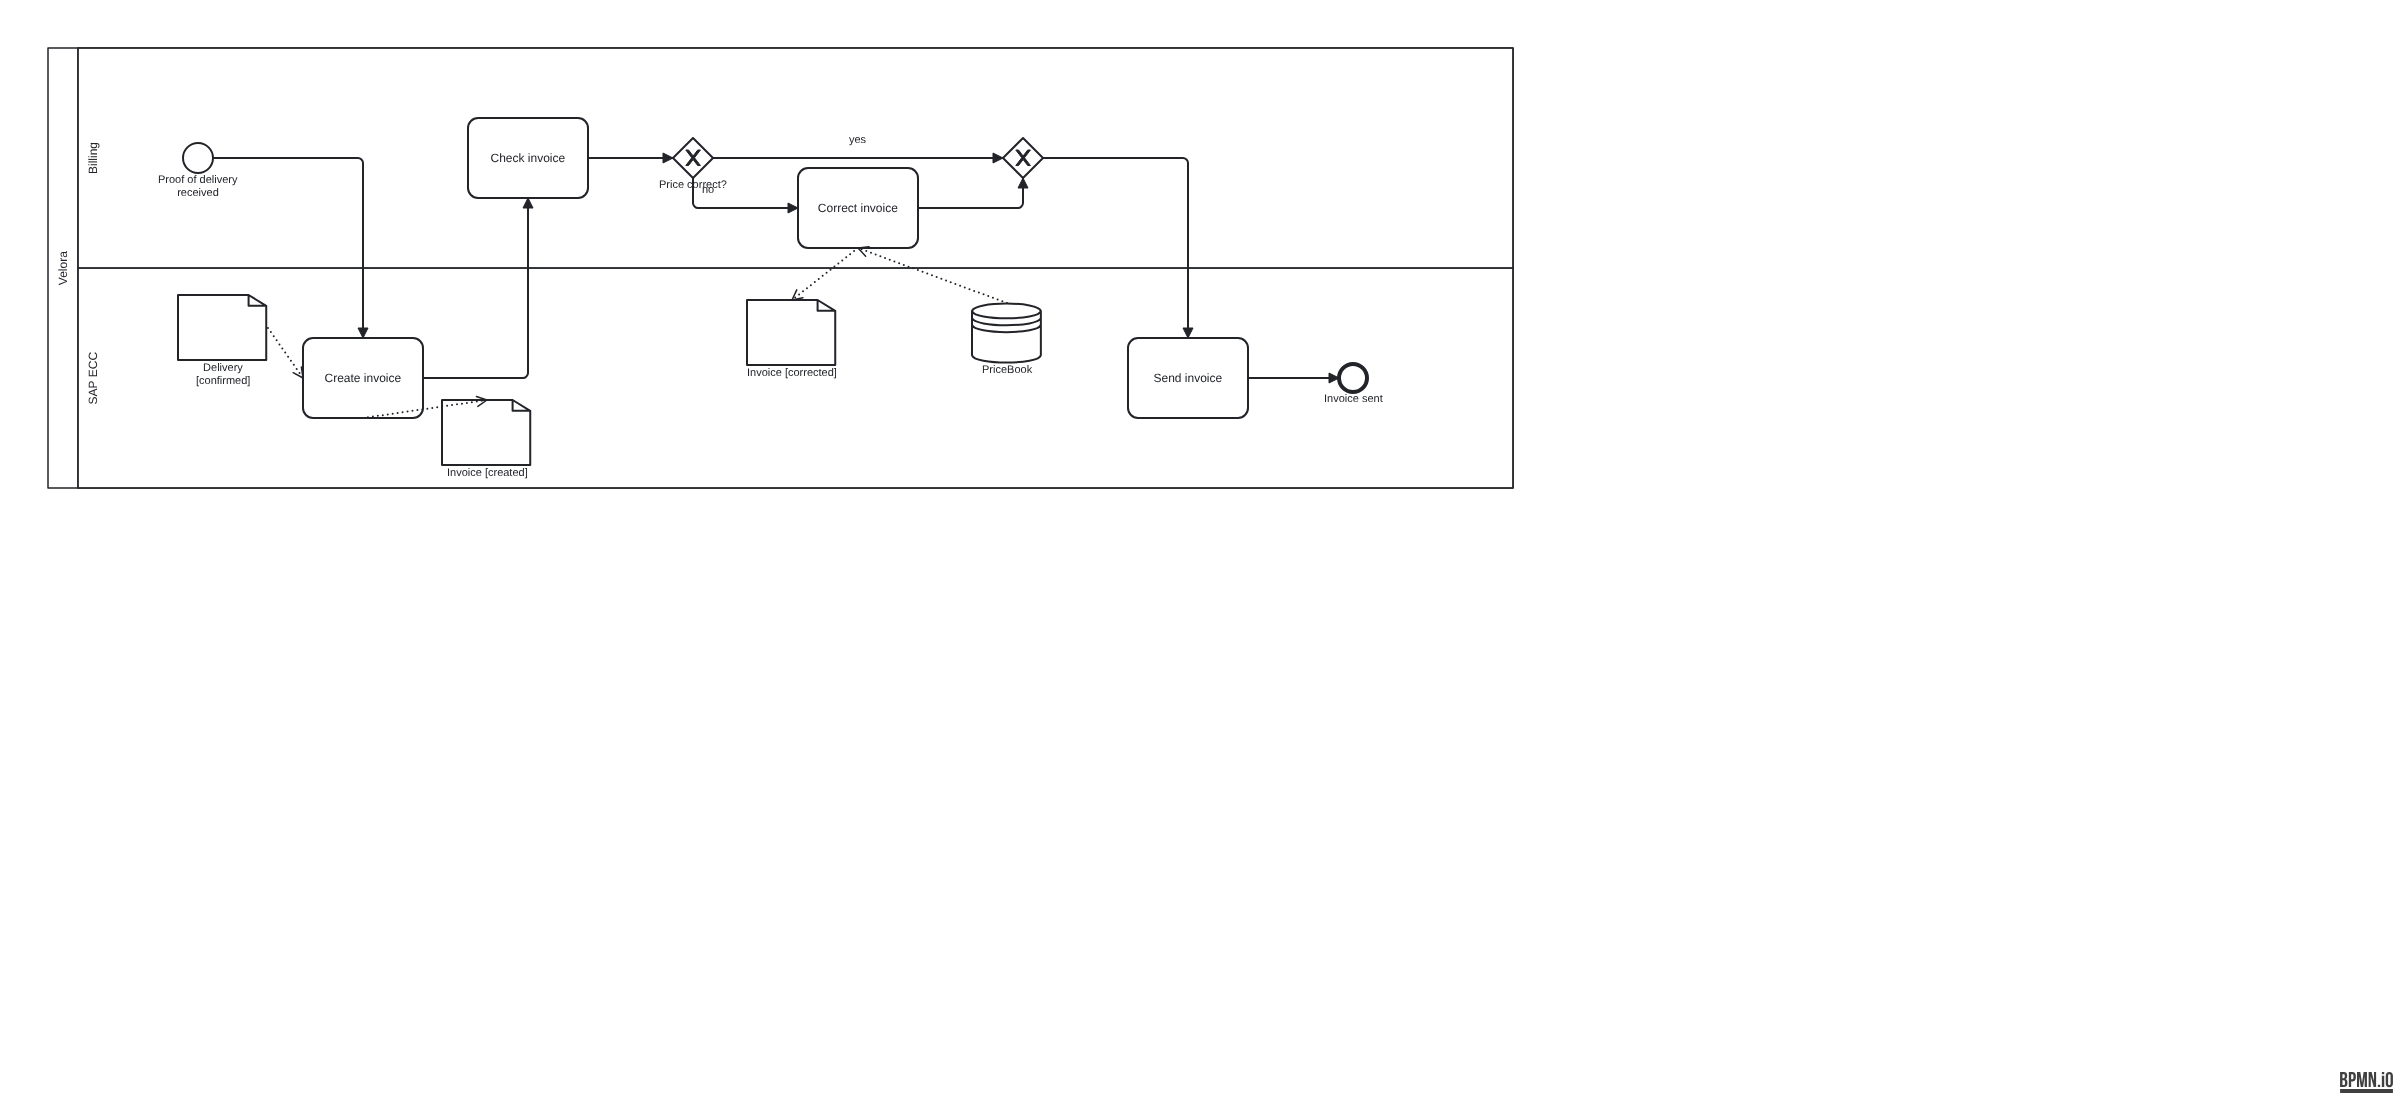 Velora
Billing
Proof of delivery
received
Check invoice
Price correct?
no
yes
Correct invoice
SAP ECC
Delivery
[confirmed]
Create invoice
Invoice [created]
Invoice [corrected]
PriceBook
Send invoice
Invoice sent
BPMN.iO